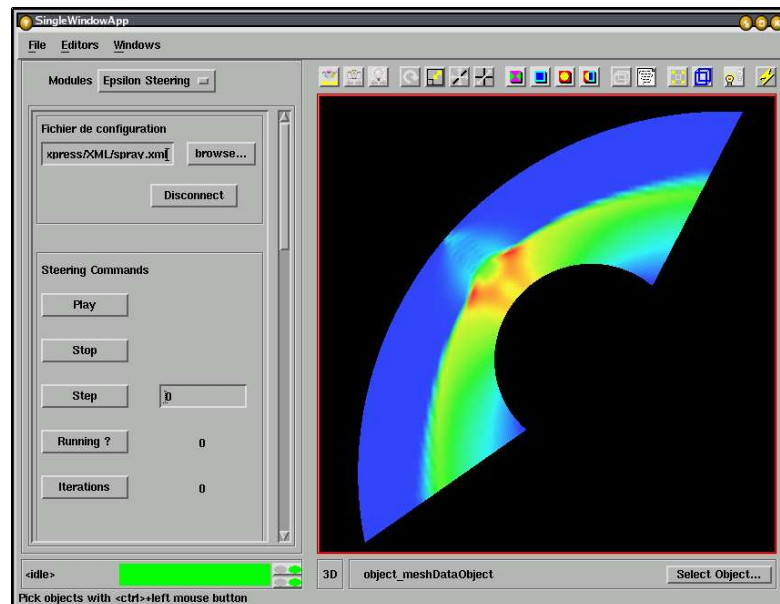 SingleWindowApp
File Editors Windows
Modules Epsilon Steering
Fichier de configuration
xpress/XML/spray.xml browse...
Disconnect
Steering Commands
Play
Stop
Step 0
Running ? 0
Iterations 0
<idle>
3D object_meshDataObject Select Object...
Pick objects with <ctrl>+left mouse button